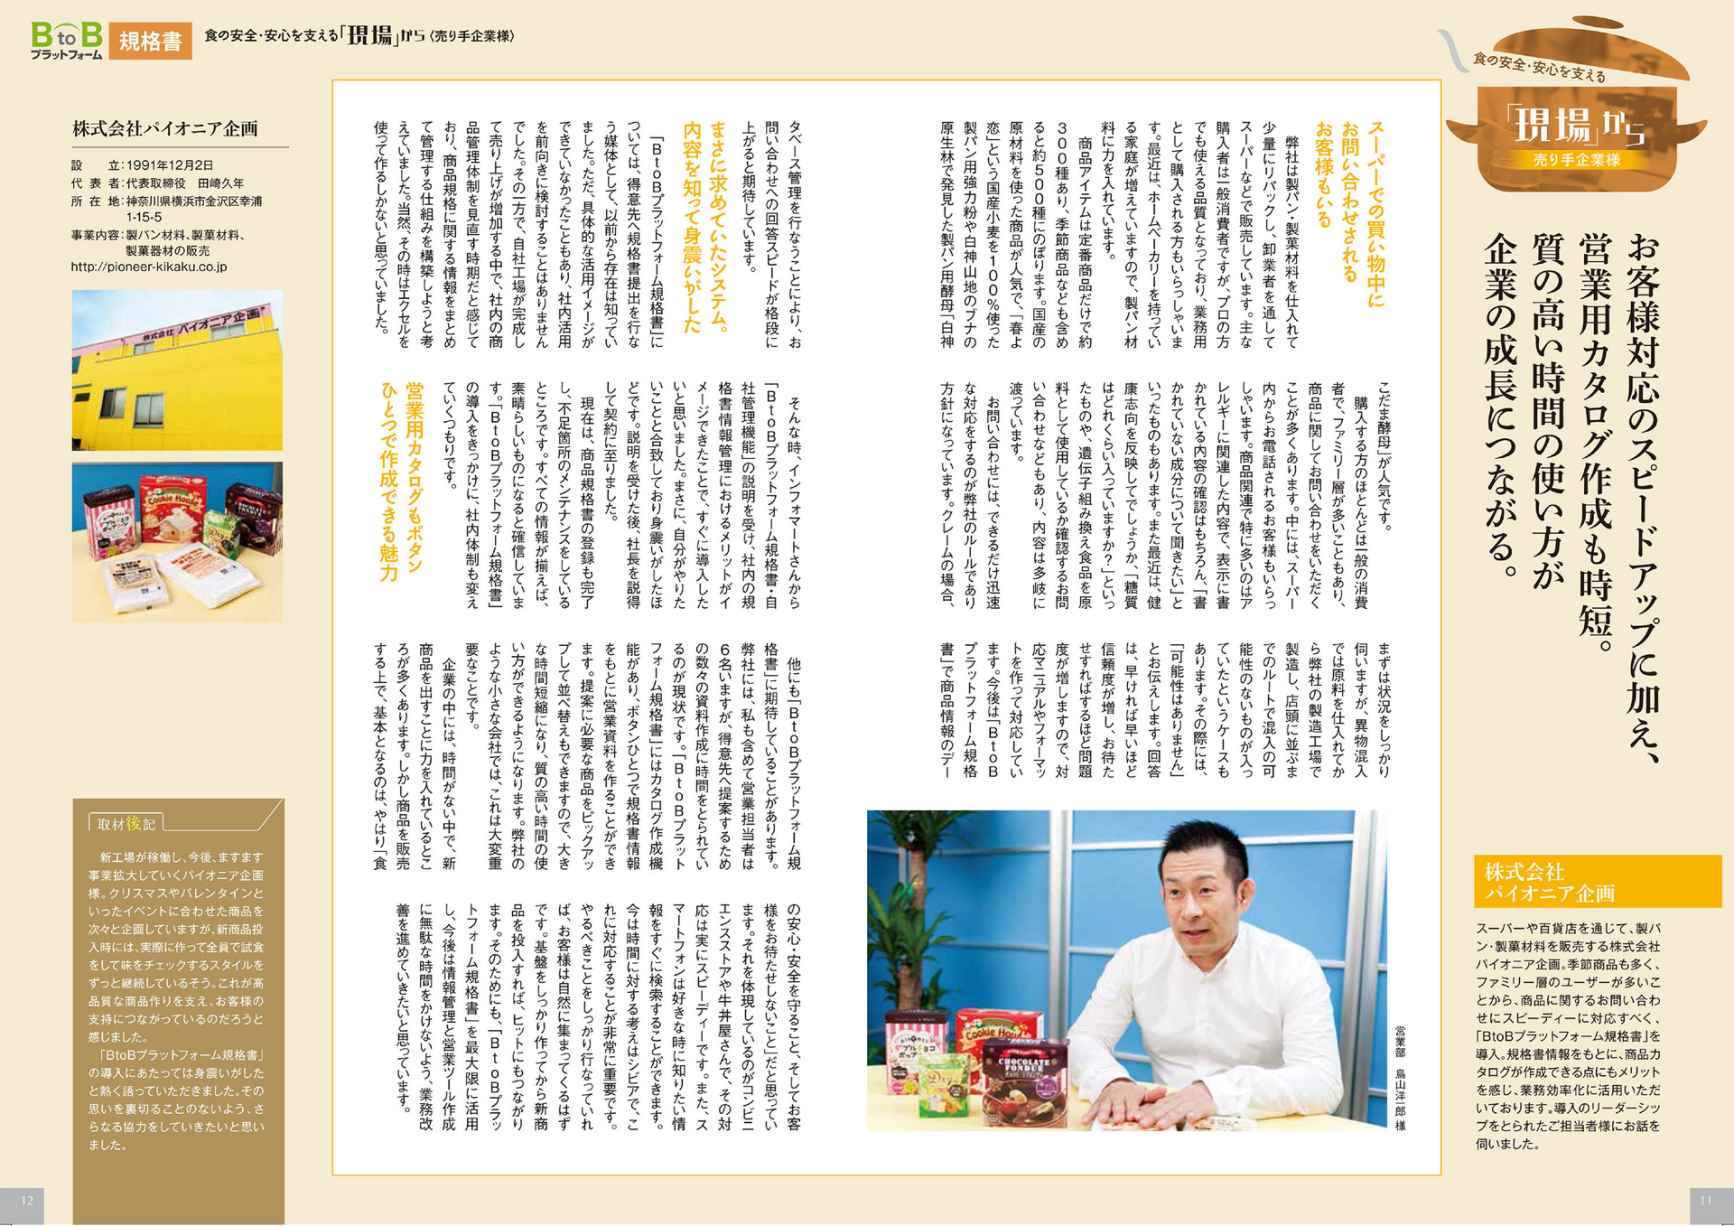 BtoB
プラットフォーム
規格書
食の安全・安心を支える「現場」から〈売り手企業様〉
食の安全・安心を支える
「現場」から
売り手企業様
お客様対応のスピードアップに加え、
営業用カタログ作成も時短。
質の高い時間の使い方が
企業の成長につながる。
株式会社
パイオニア企画
スーパーや百貨店を通じて、製パ
ン・製菓材料を販売する株式会社
パイオニア企画。季節商品も多く、
ファミリー層のユーザーが多いこ
とから、商品に関するお問い合わ
せにスピーディーに対応すべく、
「BtoBプラットフォーム規格書」を
導入。規格書情報をもとに、商品カ
タログが作成できる点にもメリット
を感じ、業務効率化に活用いただ
いております。導入のリーダーシッ
プをとられたご担当者様にお話を
伺いました。
スーパーでの買い物中に
お問い合わせされる
お客様もいる
弊社は製パン・製菓材料を仕入れて
少量にリパックし、卸業者を通して
スーパーなどで販売しています。主な
購入者は一般消費者ですが、プロの方
でも使える品質となっており、業務用
として購入される方もいらっしゃいま
す。最近は、ホームベーカリーを持ってい
る家庭が増えていますので、製パン材
料に力を入れています。
商品アイテムは定番商品だけで約
300種あり、季節商品なども含め
ると約500種にのぼります。国産の
原材料を使った商品が人気で、「春よ
恋」という国産小麦を100％使った
製パン用強力粉や白神山地のブナの
原生林で発見した製パン用酵母「白神
こだま酵母」が人気です。
購入する方のほとんどは一般の消費
者で、ファミリー層が多いこともあり、
商品に関してお問い合わせをいただく
ことが多くあります。中には、スーパー
内からお電話されるお客様もいらっ
しゃいます。商品関連で特に多いのはア
レルギーに関連した内容で、表示に書
かれている内容の確認はもちろん、「書
かれていない成分について聞きたい」と
いったものもあります。また最近は、健
康志向を反映してでしょうか、「糖質
はどれくらい入っていますか？」といっ
たものや、遺伝子組み換え食品を原
料として使用しているか確認するお問
い合わせなどもあり、内容は多岐に
渡っています。
お問い合わせには、できるだけ迅速
な対応をするのが弊社のルールであり
方針になっています。クレームの場合、
まずは状況をしっかり
伺いますが、異物混入
では原料を仕入れてか
ら弊社の製造工場で
製造し、店頭に並ぶま
でのルートで混入の可
能性のないものが入っ
ていたというケースも
あります。その際には、
「可能性はありません」
とお伝えします。回答
は、早ければ早いほど
信頼度が増し、お待た
せすればするほど問題
度が増しますので、対
応マニュアルやフォーマッ
トを作って対応してい
ます。今後は「BtoB
プラットフォーム規格
書」で商品情報のデー
営業部　鳥山洋一郎 様
タベース管理を行なうことにより、お
問い合わせへの回答スピードが格段に
上がると期待しています。
まさに求めていたシステム。
内容を知って身震いがした
「BtoBプラットフォーム規格書」に
ついては、得意先へ規格書提出を行な
う媒体として、以前から存在は知ってい
ました。ただ、具体的な活用イメージが
できていなかったこともあり、社内活用
を前向きに検討することはありません
でした。その一方で、自社工場が完成し
て売り上げが増加する中で、社内の商
品管理体制を見直す時期だと感じて
おり、商品規格に関する情報をまとめ
て管理する仕組みを構築しようと考
えていました。当然、その時はエクセルを
使って作るしかないと思っていました。
そんな時、インフォマートさんから
「BtoBプラットフォーム規格書・自
社管理機能」の説明を受け、社内の規
格書情報管理におけるメリットがイ
メージできたことで、すぐに導入した
いと思いました。まさに、自分がやりた
いことと合致しており身震いがしたほ
どです。説明を受けた後、社長を説得
して契約に至りました。
現在は、商品規格書の登録も完了
し、不足箇所のメンテナンスをしている
ところです。すべての情報が揃えば、
素晴らしいものになると確信していま
す。「BtoBプラットフォーム規格書」
の導入をきっかけに、社内体制も変え
ていくつもりです。
営業用カタログもボタン
ひとつで作成できる魅力
他にも「BtoBプラットフォーム規
格書」に期待していることがあります。
弊社には、私も含めて営業担当者は
6名いますが、得意先へ提案するため
の数々の資料作成に時間をとられてい
るのが現状です。「BtoBプラット
フォーム規格書」にはカタログ作成機
能があり、ボタンひとつで規格書情報
をもとに営業資料を作ることができ
ます。提案に必要な商品をピックアッ
プして並べ替えもできますので、大き
な時間短縮になり、質の高い時間の使
い方ができるようになります。弊社の
ような小さな会社では、これは大変重
要なことです。
企業の中には、時間がない中で、新
商品を出すことに力を入れているとこ
ろが多くあります。しかし商品を販売
する上で、基本となるのは、やはり「食
の安心・安全を守ること、そしてお客
様をお待たせしないこと」だと思ってい
ます。それを体現しているのがコンビニ
エンスストアや牛丼屋さんで、その対
応は実にスピーディーです。また、ス
マートフォンは好きな時に知りたい情
報をすぐに検索することができます。
今は時間に対する考えはシビアで、こ
れに対応することが非常に重要です。
やるべきことをしっかり行なっていれ
ば、お客様は自然に集まってくるはず
です。基盤をしっかり作ってから新商
品を投入すれば、ヒットにもつながり
ます。そのためにも、「BtoBプラッ
トフォーム規格書」を最大限に活用
し、今後は情報管理と営業ツール作成
に無駄な時間をかけないよう、業務改
善を進めていきたいと思っています。
株式会社パイオニア企画
設　立：1991年12月2日
代 表 者：代表取締役　田崎久年
所 在 地：神奈川県横浜市金沢区幸浦
1-15-5
事業内容：製パン材料、製菓材料、
製菓器材の販売
http://pioneer-kikaku.co.jp
株式会社 パイオニア企画
Cookie House
CHOCOLATE
FONDUE
取材後記
新工場が稼働し、今後、ますます
事業拡大していくパイオニア企画
様。クリスマスやバレンタインと
いったイベントに合わせた商品を
次々と企画していますが、新商品投
入時には、実際に作って全員で試食
をして味をチェックするスタイルを
ずっと継続しているそう。これが高
品質な商品作りを支え、お客様の
支持につながっているのだろうと
感じました。
「BtoBプラットフォーム規格書」
の導入にあたっては身震いがした
と熱く語っていただきました。その
思いを裏切ることのないよう、さ
らなる協力をしていきたいと思い
ました。
12
11